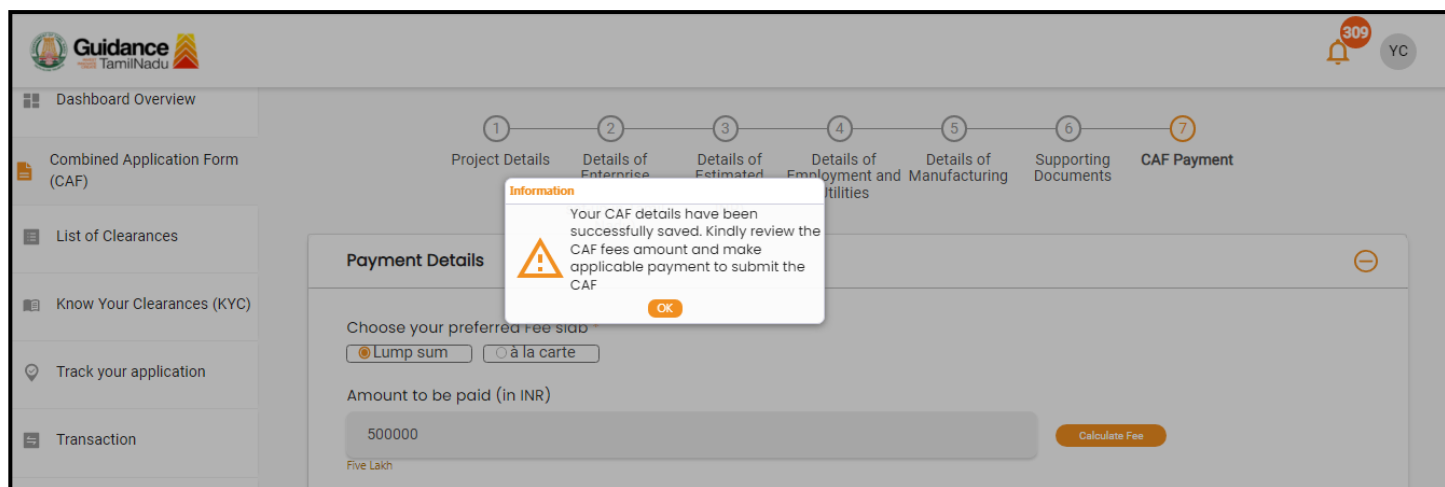 Guidance
TamilNadu
309
YC
Dashboard Overview
Combined Application Form
(CAF)
List of Clearances
Know Your Clearances (KYC)
Track your application
Transaction
1
2
3
4
5
6
7
Project Details
Details of
Enterprise
Details of
Estimated
Details of
Employment and
Utilities
Details of
Manufacturing
Supporting
Documents
CAF Payment
Information
Your CAF details have been
successfully saved. Kindly review the
CAF fees amount and make
applicable payment to submit the
CAF
OK
Payment Details
Choose your preferred Fee slab *
Lump sum
à la carte
Amount to be paid (in INR)
500000
Calculate Fee
Five Lakh